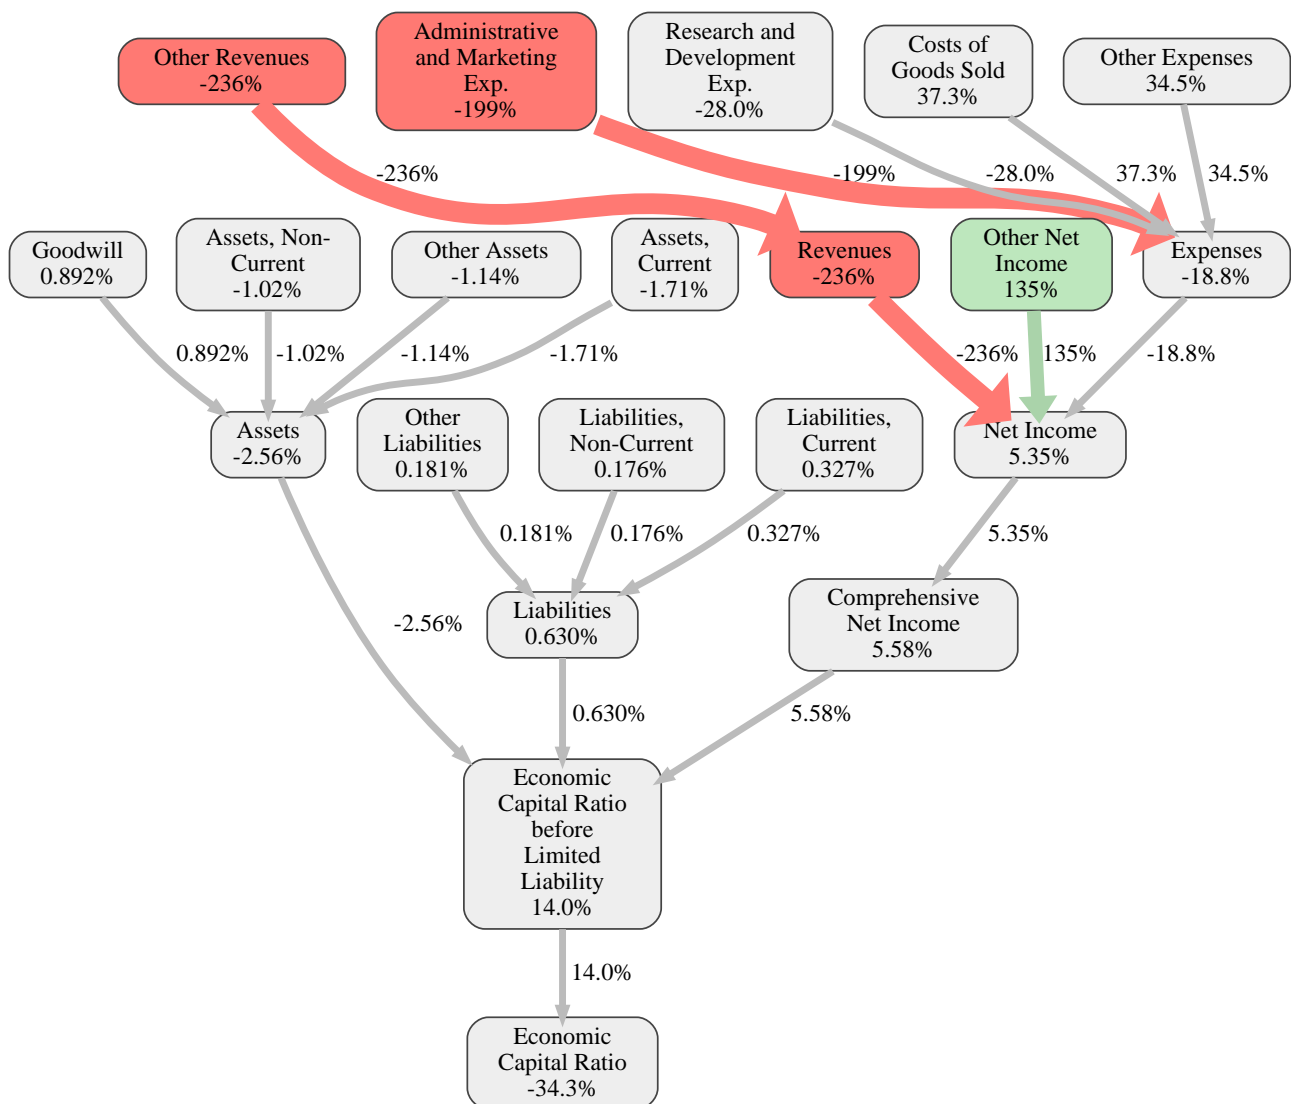 Other Revenues
-236%
Administrative
and Marketing
Exp.
-199%
Research and
Development
Exp.
-28.0%
Costs of
Goods Sold
37.3%
Other Expenses
34.5%
-236%
-199%
-28.0%
37.3%
34.5%
Goodwill
0.892%
Assets, Non-
Current
-1.02%
Other Assets
-1.14%
Assets,
Current
-1.71%
Revenues
-236%
Other Net
Income
135%
Expenses
-18.8%
0.892%
-1.02%
-1.14%
-1.71%
-236%
135%
-18.8%
Assets
-2.56%
Other
Liabilities
0.181%
Liabilities,
Non-Current
0.176%
Liabilities,
Current
0.327%
Net Income
5.35%
0.181%
0.176%
0.327%
5.35%
-2.56%
Liabilities
0.630%
Comprehensive
Net Income
5.58%
0.630%
5.58%
Economic
Capital Ratio
before
Limited
Liability
14.0%
14.0%
Economic
Capital Ratio
-34.3%